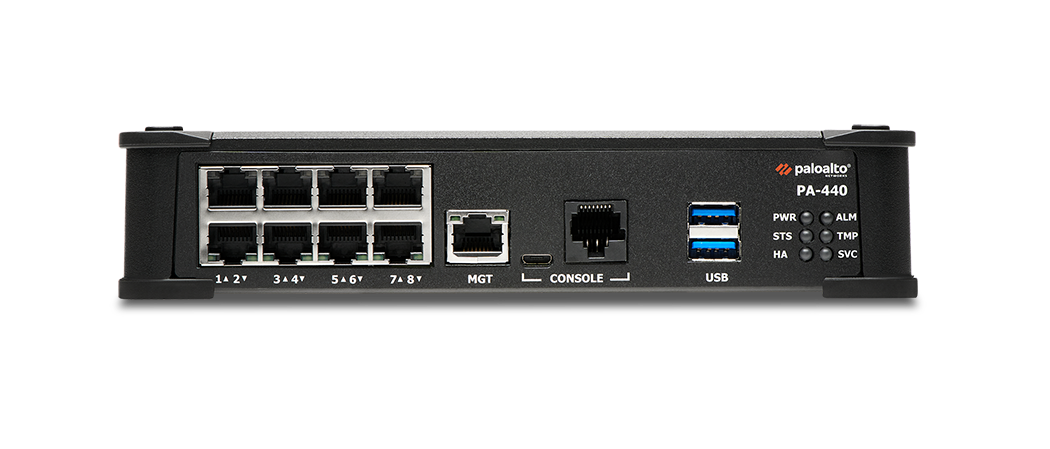 paloalto®
NETWORKS
PA-440
PWR ALM
STS TMP
HA SVC
1▲ 2▼ 3▲ 4▼ 5▲ 6▼ 7▲ 8▼
MGT
CONSOLE
USB